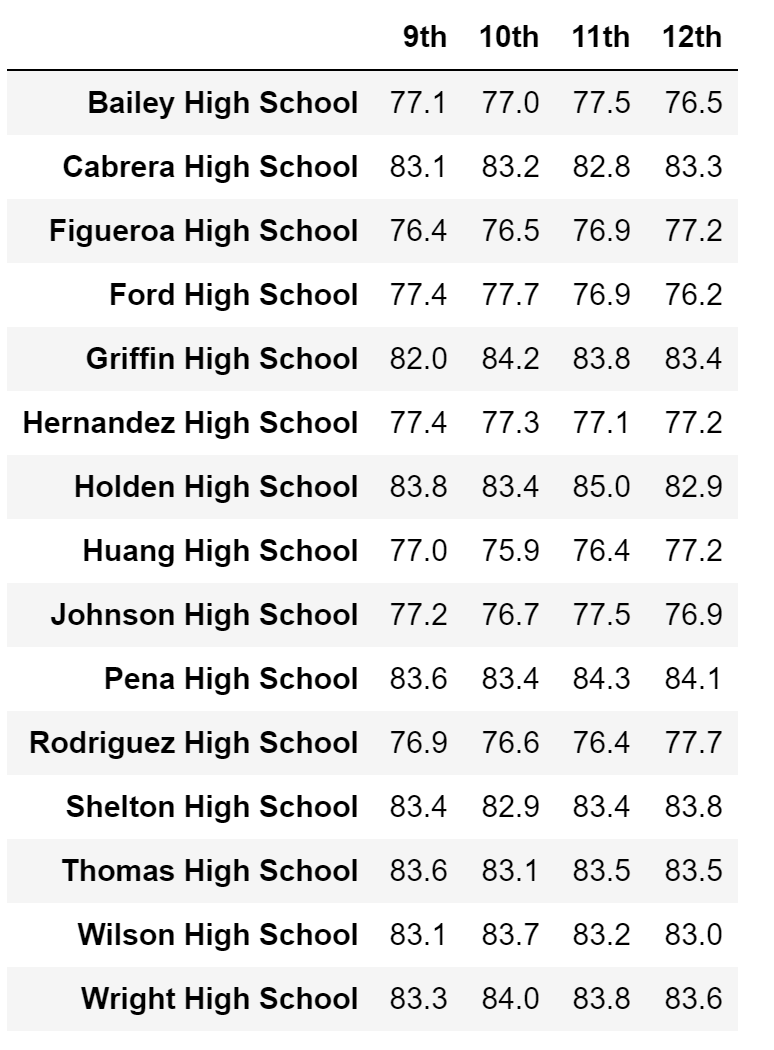 9th 10th 11th 12th
Bailey High School 77.1 77.0 77.5 76.5
Cabrera High School 83.1 83.2 82.8 83.3
Figueroa High School 76.4 76.5 76.9 77.2
Ford High School 77.4 77.7 76.9 76.2
Griffin High School 82.0 84.2 83.8 83.4
Hernandez High School 77.4 77.3 77.1 77.2
Holden High School 83.8 83.4 85.0 82.9
Huang High School 77.0 75.9 76.4 77.2
Johnson High School 77.2 76.7 77.5 76.9
Pena High School 83.6 83.4 84.3 84.1
Rodriguez High School 76.9 76.6 76.4 77.7
Shelton High School 83.4 82.9 83.4 83.8
Thomas High School 83.6 83.1 83.5 83.5
Wilson High School 83.1 83.7 83.2 83.0
Wright High School 83.3 84.0 83.8 83.6